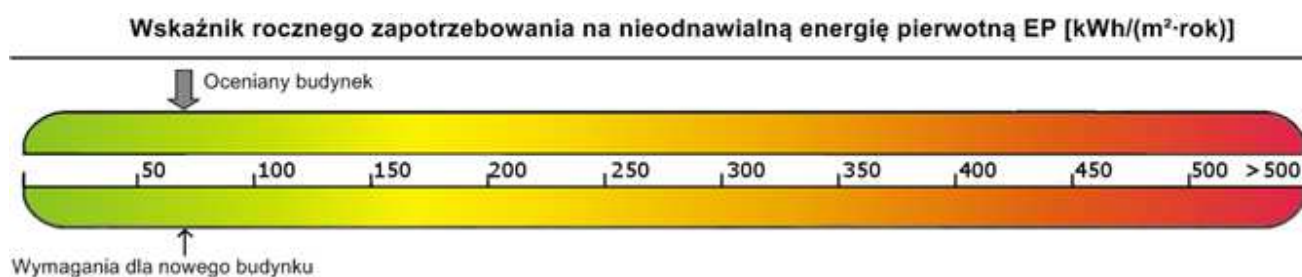 Wskaźnik rocznego zapotrzebowania na nieodnawialną energię pierwotną EP [kWh/(m²·rok)]
Oceniany budynek
50 100 150 200 250 300 350 400 450 500 >500
Wymagania dla nowego budynku